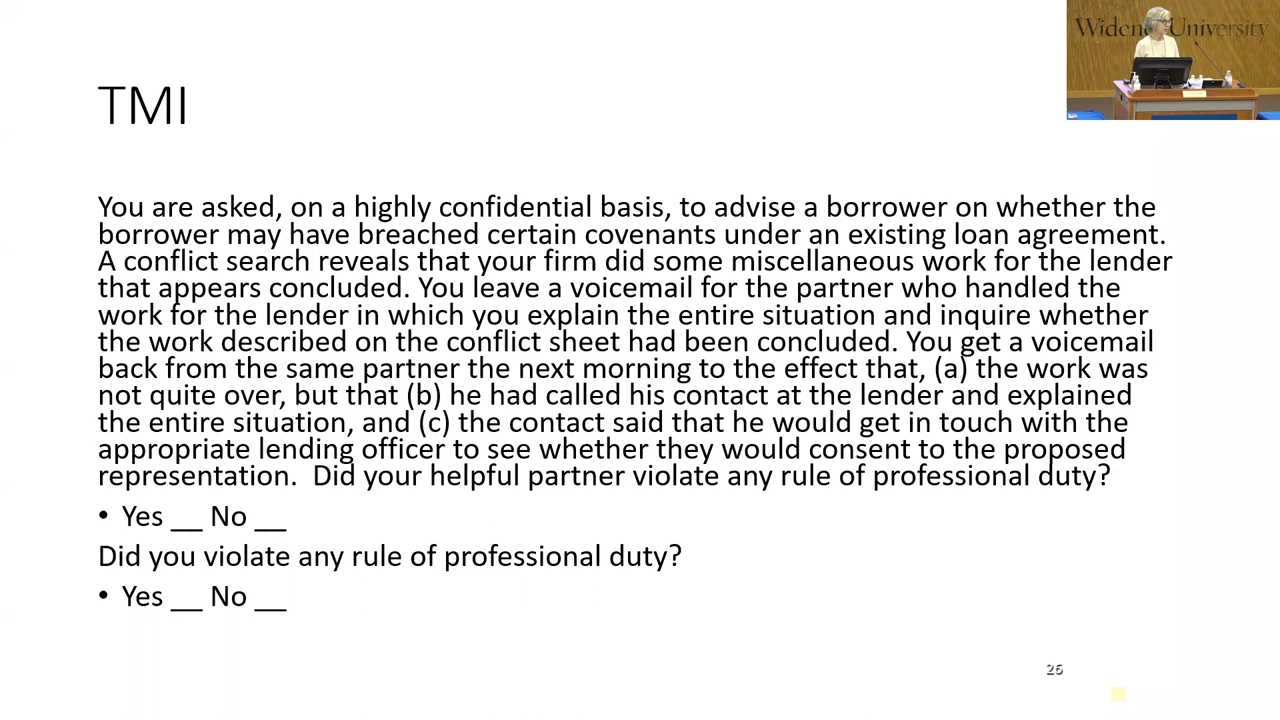 Widener University
TMI
You are asked, on a highly confidential basis, to advise a borrower on whether the
borrower may have breached certain covenants under an existing loan agreement.
A conflict search reveals that your firm did some miscellaneous work for the lender
that appears concluded. You leave a voicemail for the partner who handled the
work for the lender in which you explain the entire situation and inquire whether
the work described on the conflict sheet had been concluded. You get a voicemail
back from the same partner the next morning to the effect that, (a) the work was
not quite over, but that (b) he had called his contact at the lender and explained
the entire situation, and (c) the contact said that he would get in touch with the
appropriate lending officer to see whether they would consent to the proposed
representation. Did your helpful partner violate any rule of professional duty?
• Yes __ No __
Did you violate any rule of professional duty?
• Yes __ No __
26